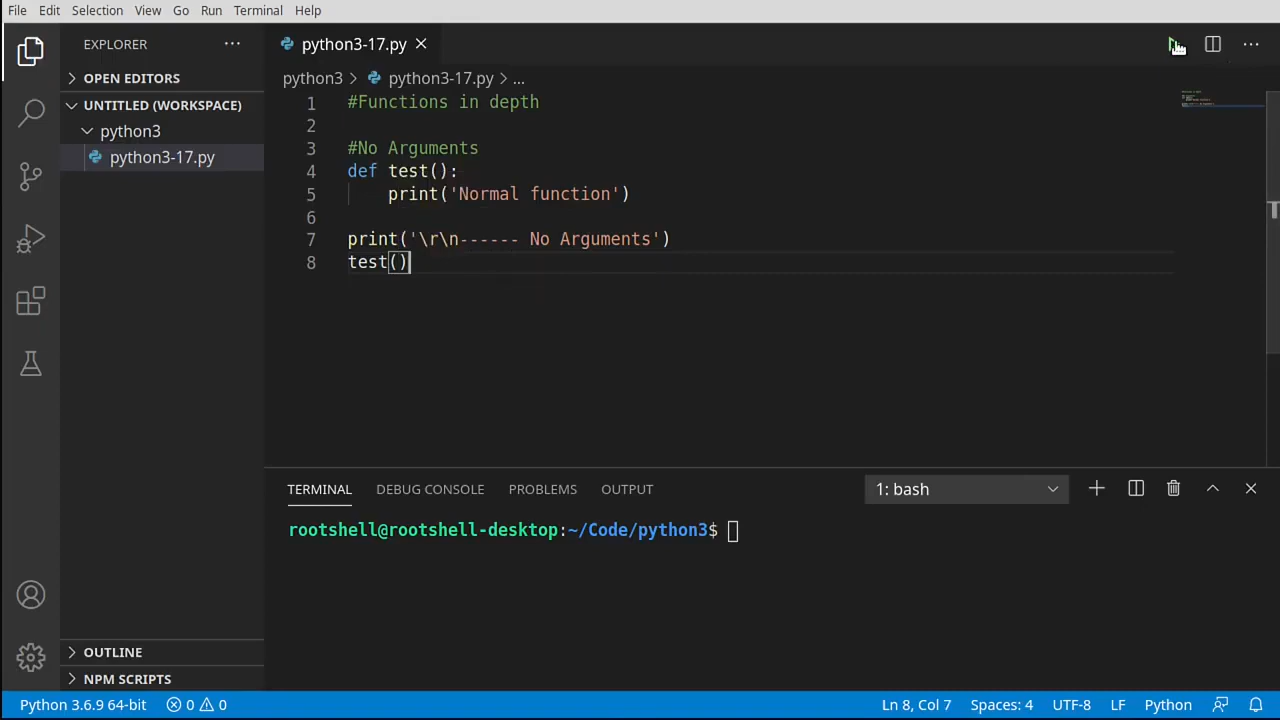 File Edit Selection View Go Run Terminal Help
EXPLORER
python3-17.py
OPEN EDITORS
UNTITLED (WORKSPACE)
python3
python3-17.py
python3 > python3-17.py > ...
1 #Functions in depth
2
3 #No Arguments
4 def test():
5 print('Normal function')
6
7 print('\r\n------ No Arguments')
8 test()
TERMINAL DEBUG CONSOLE PROBLEMS OUTPUT 1: bash
rootshell@rootshell-desktop:~/Code/python3$
OUTLINE
NPM SCRIPTS
Python 3.6.9 64-bit 0 0 Ln 8, Col 7 Spaces: 4 UTF-8 LF Python